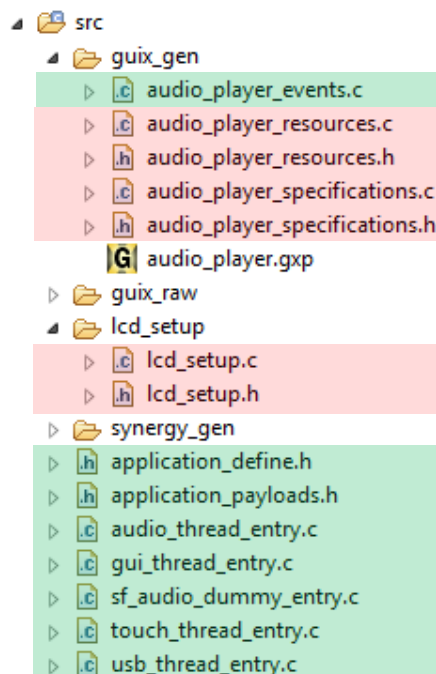 src
guix_gen
audio_player_events.c
audio_player_resources.c
audio_player_resources.h
audio_player_specifications.c
audio_player_specifications.h
audio_player.gxp
guix_raw
lcd_setup
lcd_setup.c
lcd_setup.h
synergy_gen
application_define.h
application_payloads.h
audio_thread_entry.c
gui_thread_entry.c
sf_audio_dummy_entry.c
touch_thread_entry.c
usb_thread_entry.c